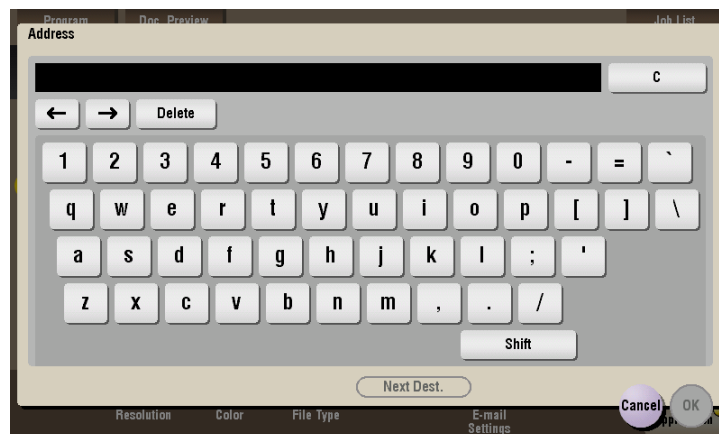 Program Doc. Preview Job List
Address
C
← → Delete
1 2 3 4 5 6 7 8 9 0 - = `
q w e r t y u i o p [ ] \
a s d f g h j k l ; '
z x c v b n m , . /
Shift
Next Dest.
Cancel OK
Resolution Color File Type E-mail
Settings